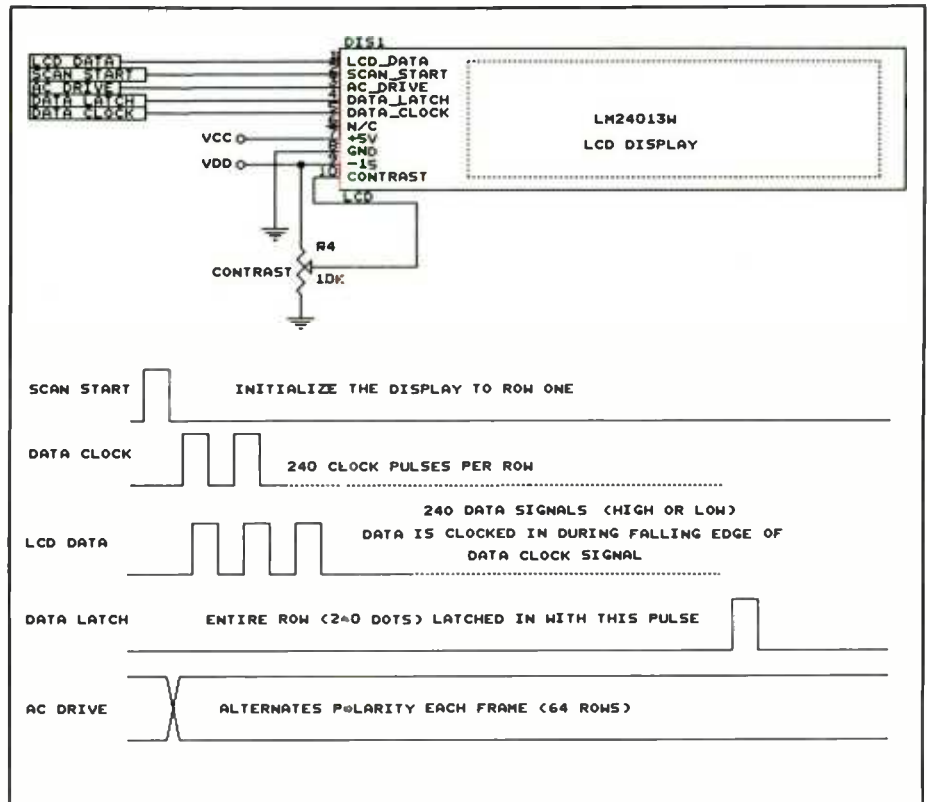 DIS1
LCD DATA
SCAN START
AC DRIVE
DATA LATCH
DATA CLOCK
LCD_DATA
SCAN_START
AC_DRIVE
DATA_LATCH
DATA_CLOCK
N/C
+5V
GND
-15
CONTRAST
VCC
VDD
10
LCD
LM24013W
LCD DISPLAY
R4
CONTRAST
10K
SCAN START
INITIALIZE THE DISPLAY TO ROW ONE
DATA CLOCK
240 CLOCK PULSES PER ROW
LCD DATA
240 DATA SIGNALS (HIGH OR LOW)
DATA IS CLOCKED IN DURING FALLING EDGE OF
DATA CLOCK SIGNAL
DATA LATCH
ENTIRE ROW (240 DOTS) LATCHED IN WITH THIS PULSE
AC DRIVE
ALTERNATES POLARITY EACH FRAME (64 ROWS)